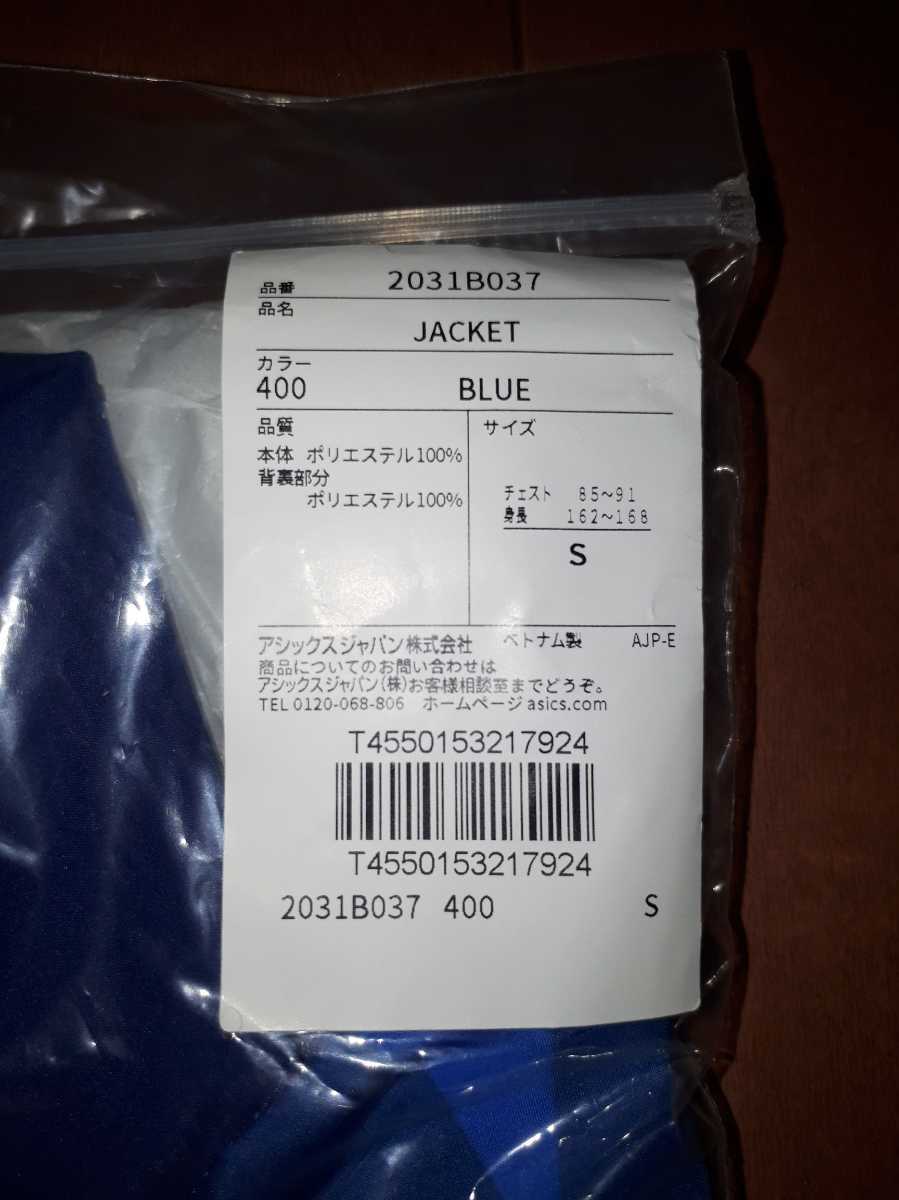 品番 2031B037
品名
JACKET
カラー
400 BLUE
品質
本体 ポリエステル100%
背裏部分
ポリエステル100%
サイズ
チェスト 85~91
身長 162~168
S
アシックスジャパン株式会社 ベトナム製 AJP-E
商品についてのお問い合わせは
アシックスジャパン(株)お客様相談室までどうぞ。
TEL 0120-068-806 ホームページ asics.com
T4550153217924
T4550153217924
2031B037 400 S